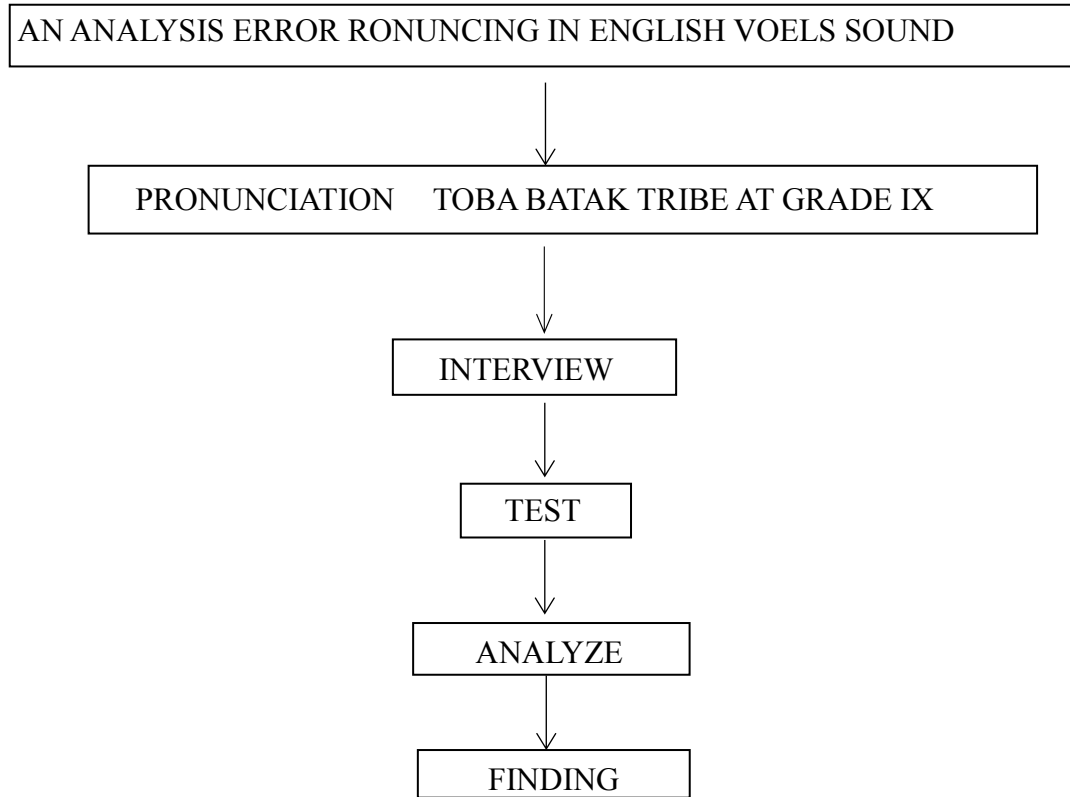 AN ANALYSIS ERROR RONUNCING IN ENGLISH VOELS SOUND
PRONUNCIATION TOBA BATAK TRIBE AT GRADE IX
INTERVIEW
TEST
ANALYZE
FINDING